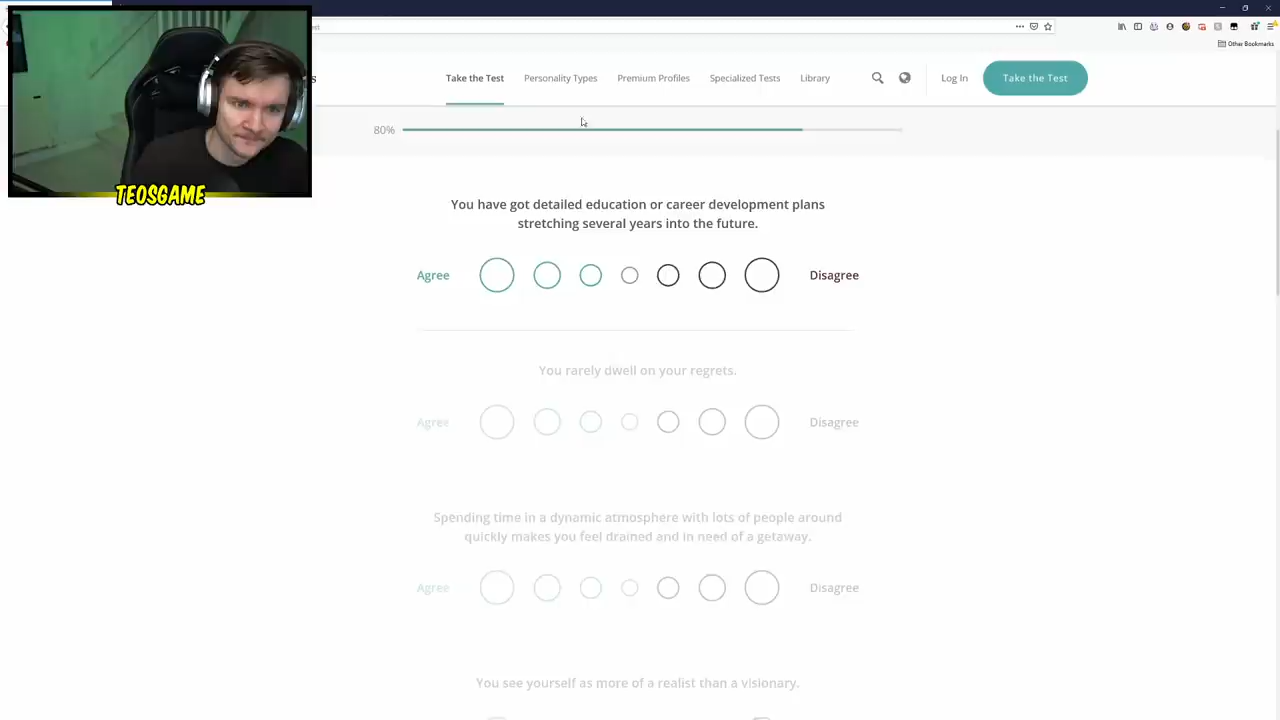 Other Bookmarks
Take the Test
Personality Types
Premium Profiles
Specialized Tests
Library
Log In
Take the Test
TEOSGAME
80%
You have got detailed education or career development plans
stretching several years into the future.
Agree
Disagree
You rarely dwell on your regrets.
Agree
Disagree
Spending time in a dynamic atmosphere with lots of people around
quickly makes you feel drained and in need of a getaway.
Agree
Disagree
You see yourself as more of a realist than a visionary.